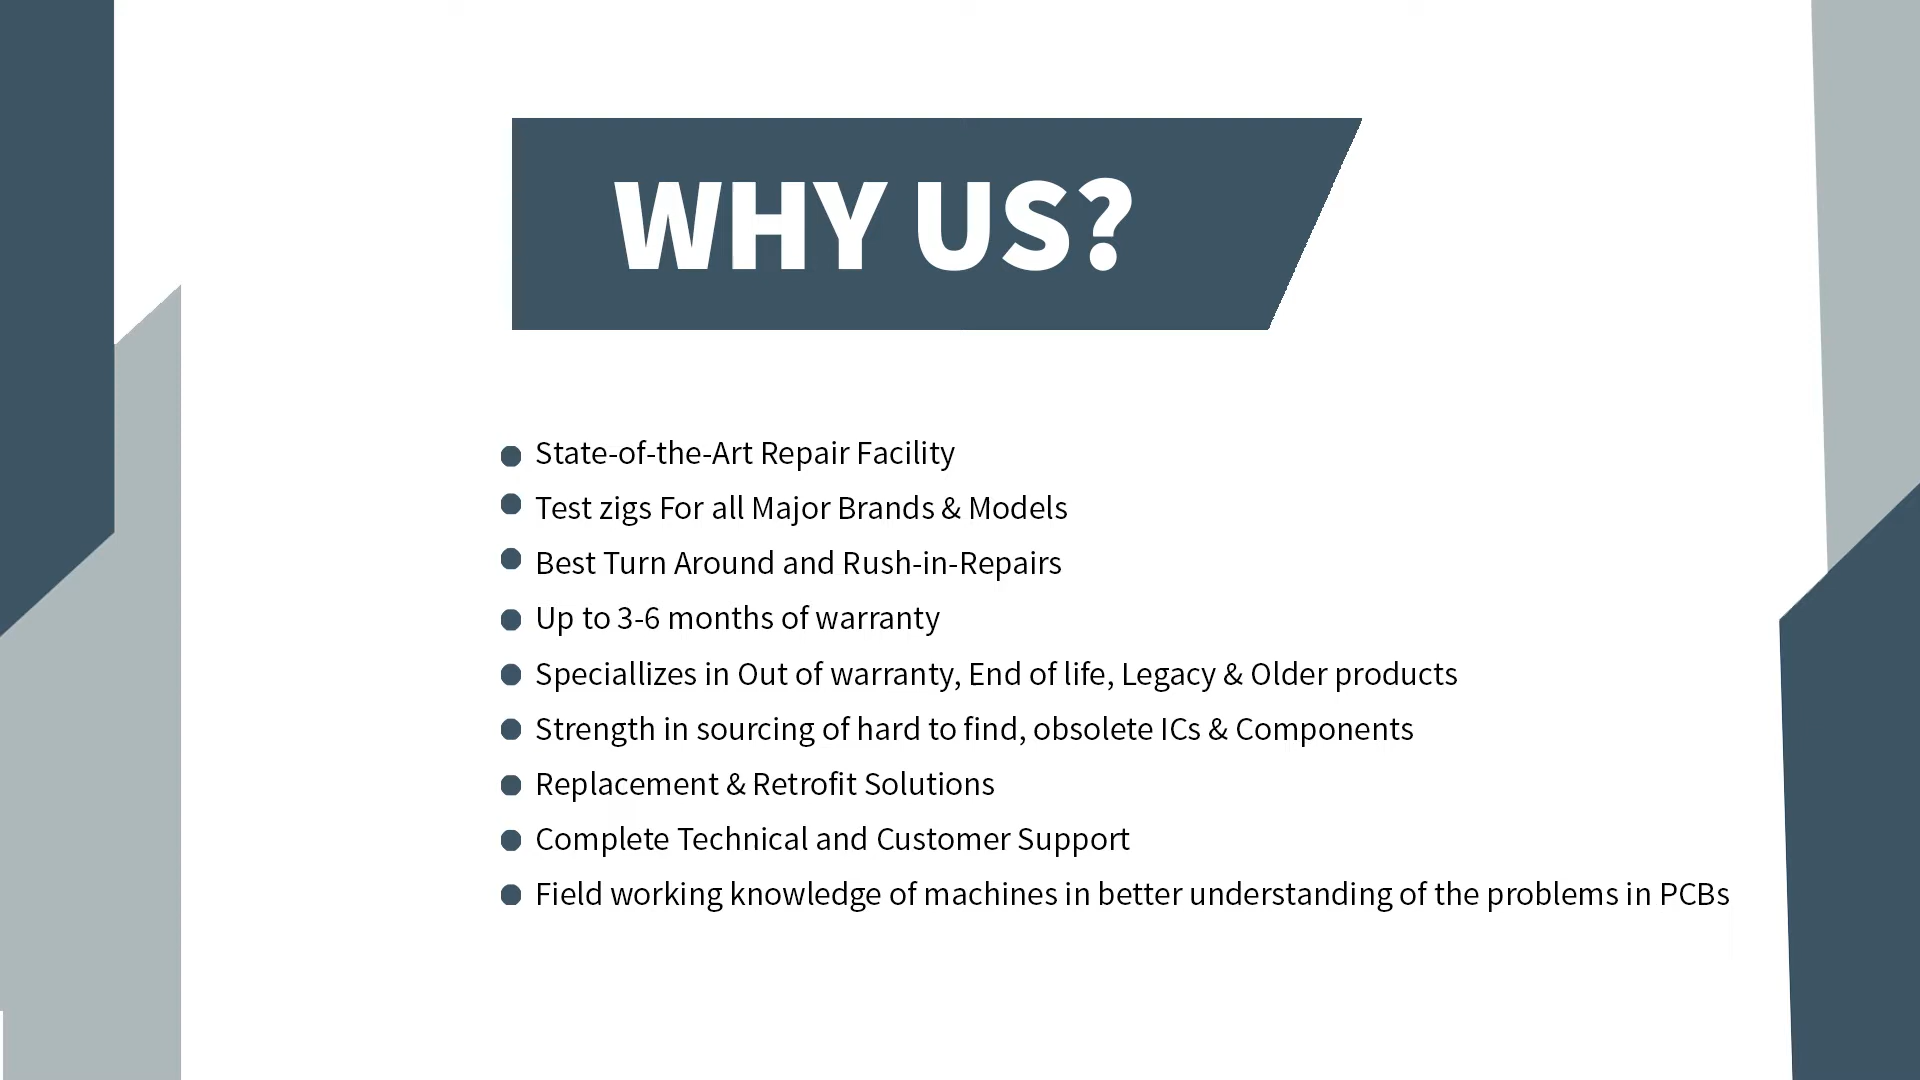 WHY US?
State-of-the-Art Repair Facility
Test zigs For all Major Brands & Models
Best Turn Around and Rush-in-Repairs
Up to 3-6 months of warranty
Speciallizes in Out of warranty, End of life, Legacy & Older products
Strength in sourcing of hard to find, obsolete ICs & Components
Replacement & Retrofit Solutions
Complete Technical and Customer Support
Field working knowledge of machines in better understanding of the problems in PCBs